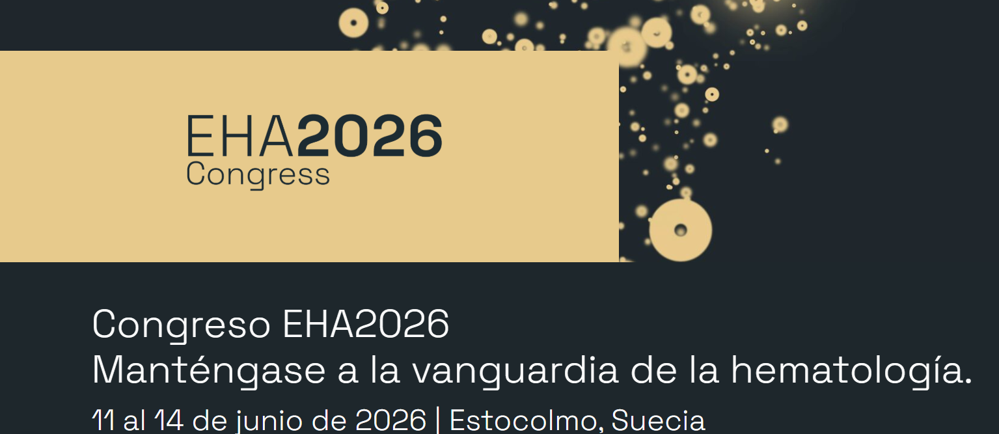 EHA2026
Congress
Congreso EHA2026
Manténgase a la vanguardia de la hematología.
11 al 14 de junio de 2026 | Estocolmo, Suecia